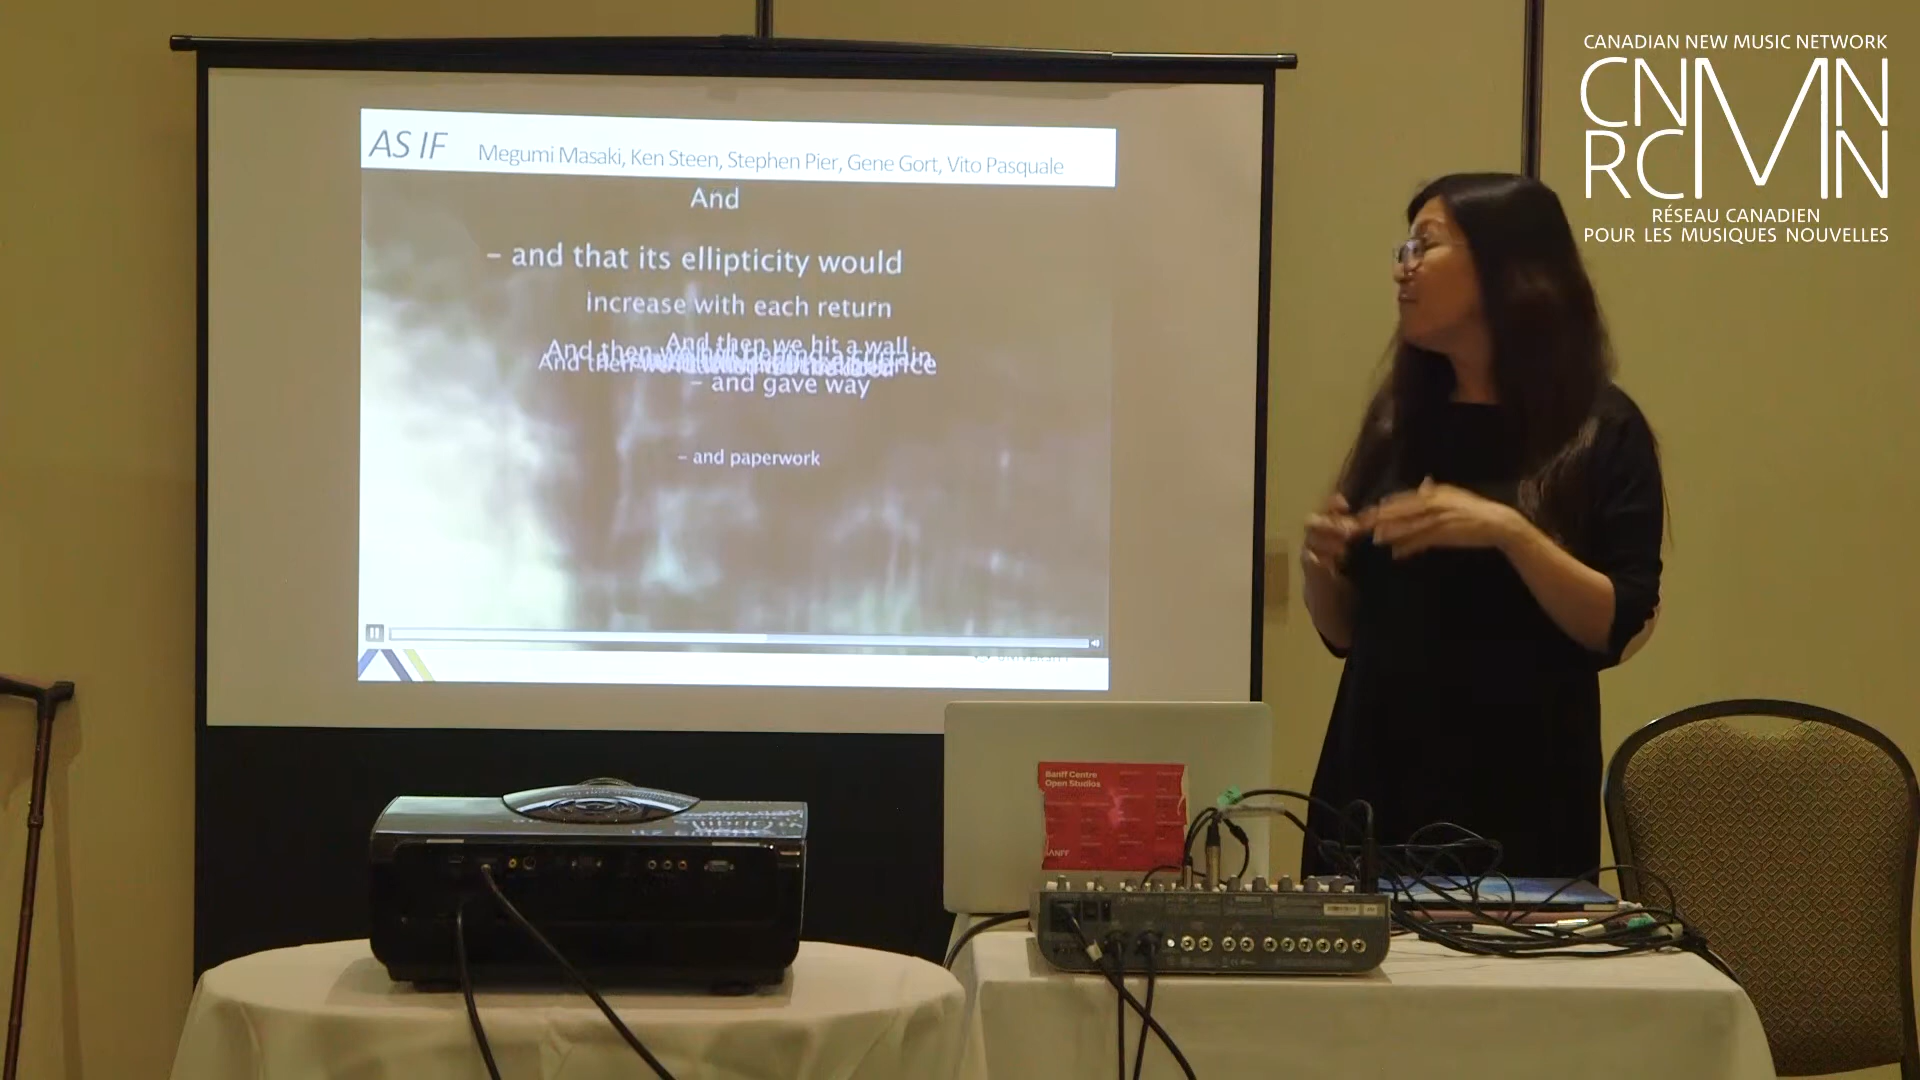 CANADIAN NEW MUSIC NETWORK
CNMN
RCMN
RÉSEAU CANADIEN
POUR LES MUSIQUES NOUVELLES
AS IF
Megumi Masaki, Ken Steen, Stephen Pier, Gene Gort, Vito Pasquale
And
– and that its ellipticity would
increase with each return
And then we hit a wall
– and gave way
– and paperwork
UNIVERSITY
Banff Centre
Open Studios
BANFF